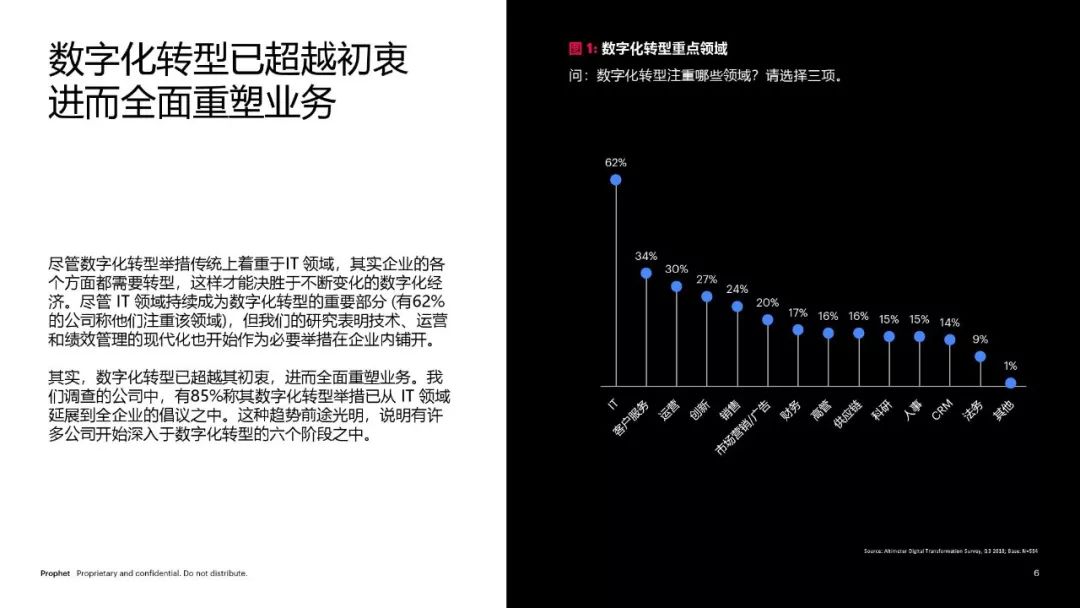 数字化转型已超越初衷
进而全面重塑业务
尽管数字化转型举措传统上着重于IT 领域，其实企业的各
个方面都需要转型，这样才能决胜于不断变化的数字化经
济。尽管 IT 领域持续成为数字化转型的重要部分 (有62%
的公司称他们注重该领域)，但我们的研究表明技术、运营
和绩效管理的现代化也开始作为必要举措在企业内铺开。
其实，数字化转型已超越其初衷，进而全面重塑业务。我
们调查的公司中，有85%称其数字化转型举措已从 IT 领域
延展到全企业的倡议之中。这种趋势前途光明，说明有许
多公司开始深入于数字化转型的六个阶段之中。
Prophet Proprietary and confidential. Do not distribute.
图 1: 数字化转型重点领域
问：数字化转型注重哪些领域？请选择三项。
62%
34%
30%
27%
24%
20%
17%
16%
16%
15%
15%
14%
9%
1%
IT
客户服务
运营
创新
销售
市场营销/广告
财务
高管
供应链
科研
人事
CRM
法务
其他
Source: Altimeter Digital Transformation Survey, Q3 2018; Base: N=554
6